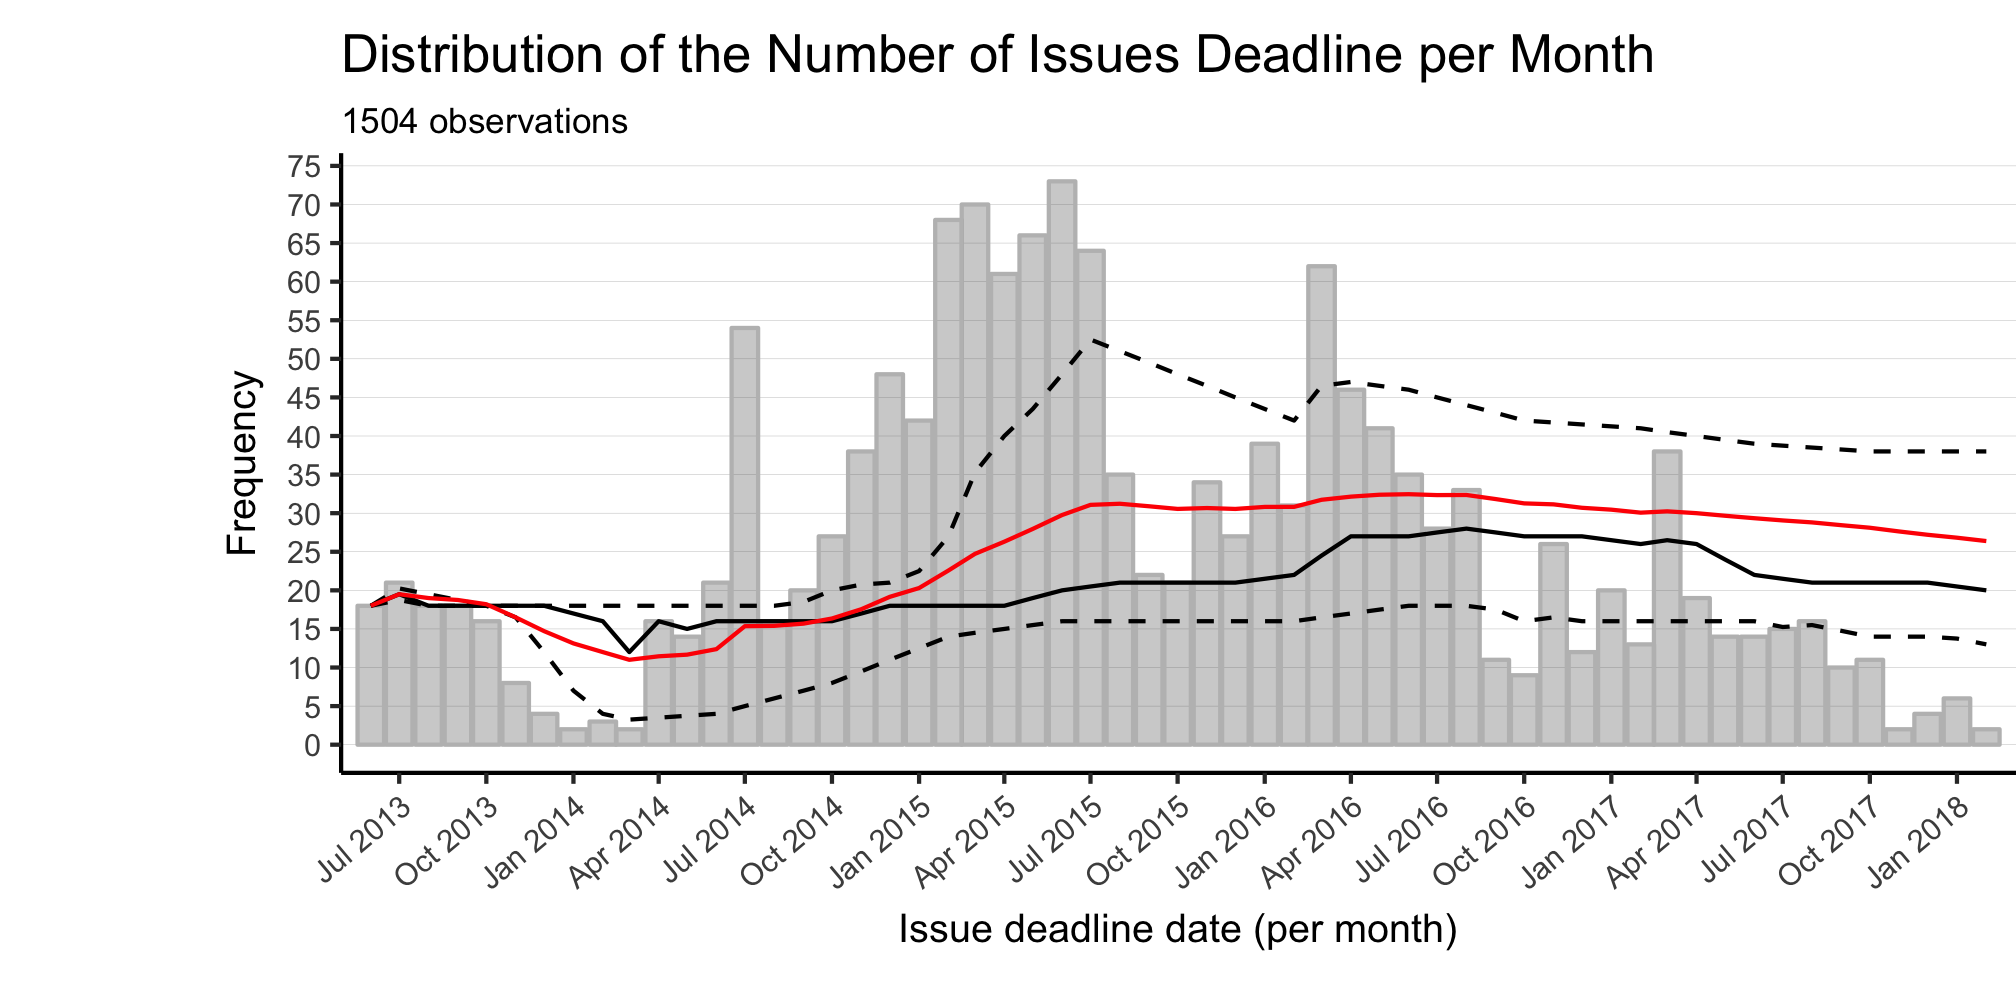 Distribution of the Number of Issues Deadline per Month
1504 observations
75
70
65
60
55
50
45
40
35
30
25
20
15
10
5
0
Frequency
Jul 2013
Oct 2013
Jan 2014
Apr 2014
Jul 2014
Oct 2014
Jan 2015
Apr 2015
Jul 2015
Oct 2015
Jan 2016
Apr 2016
Jul 2016
Oct 2016
Jan 2017
Apr 2017
Jul 2017
Oct 2017
Jan 2018
Issue deadline date (per month)